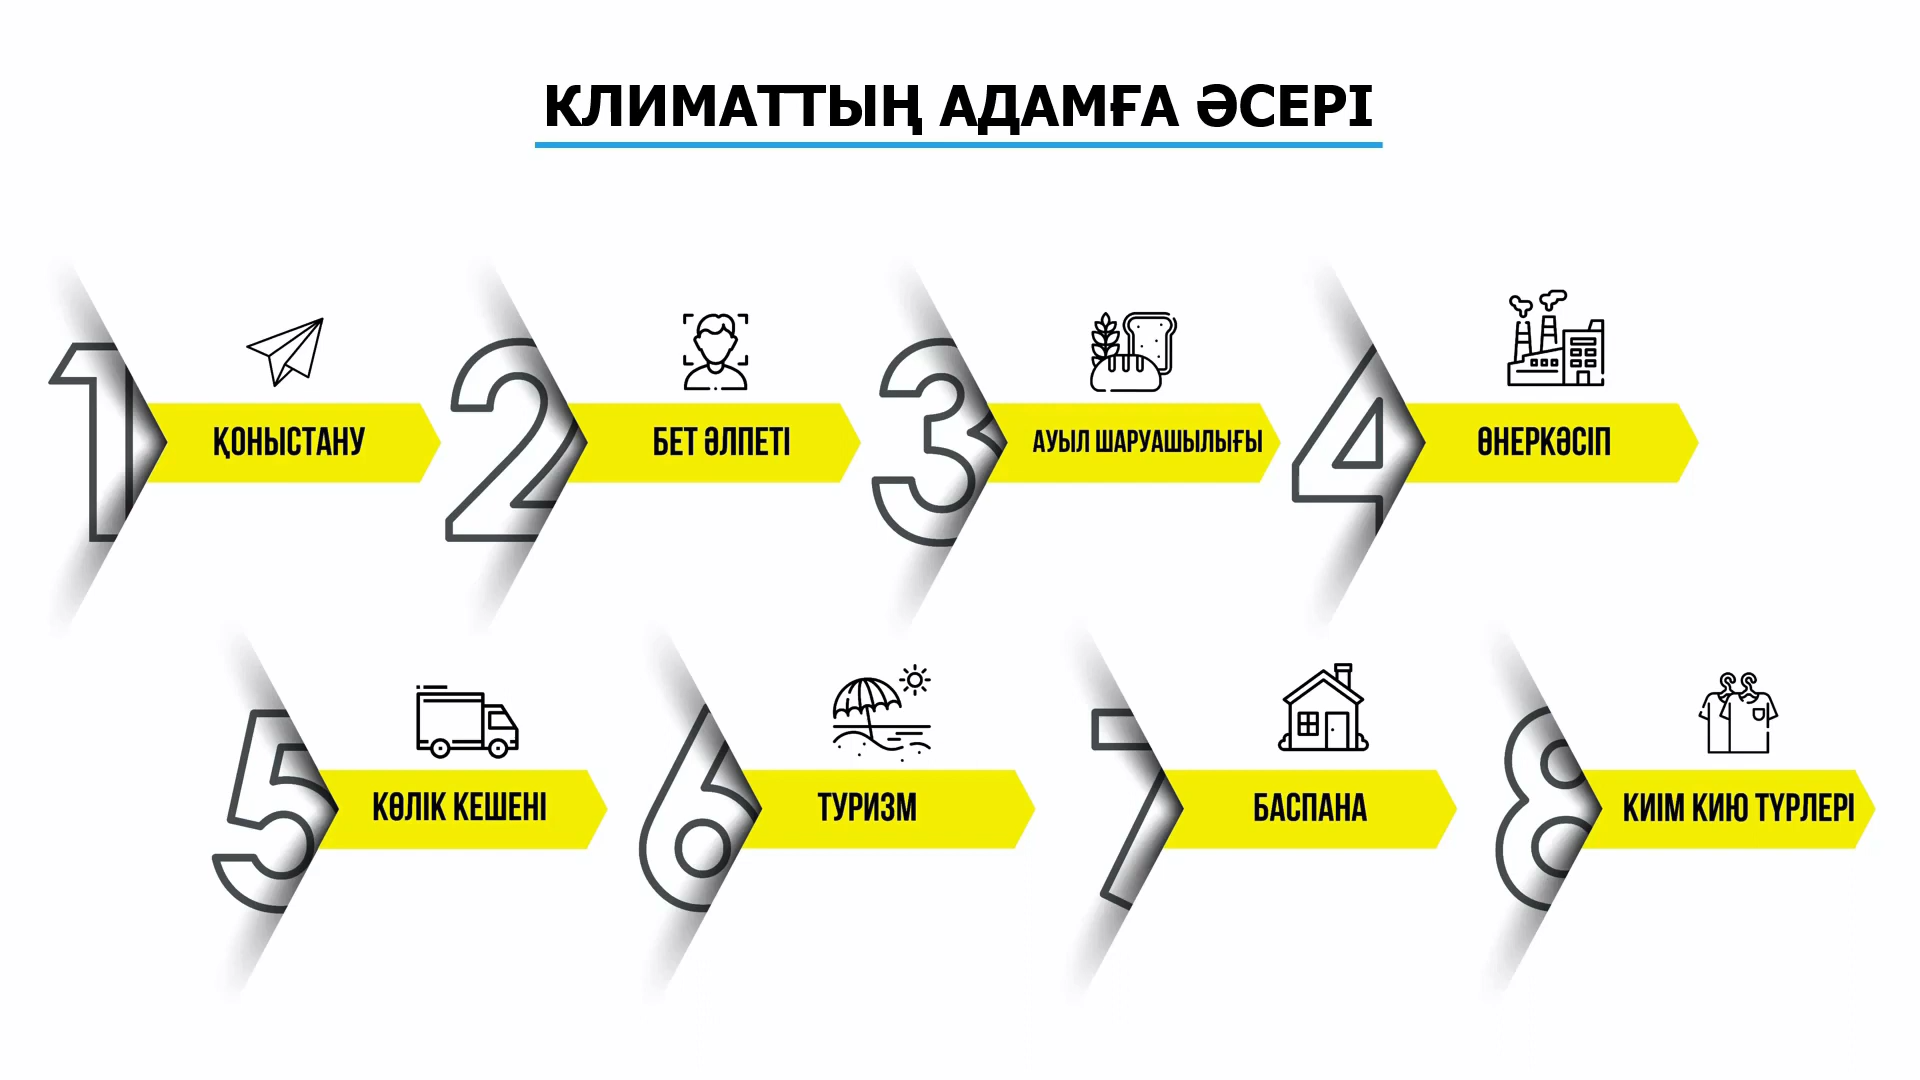 КЛИМАТТЫҢ АДАМҒА ӘСЕРІ
1
ҚОНЫСТАНУ
2
БЕТ ӘЛПЕТІ
3
АУЫЛ ШАРУАШЫЛЫҒЫ
4
ӨНЕРКӘСІП
5
КӨЛІК КЕШЕНІ
6
ТУРИЗМ
7
БАСПАНА
8
КИІМ КИЮ ТҮРЛЕРІ